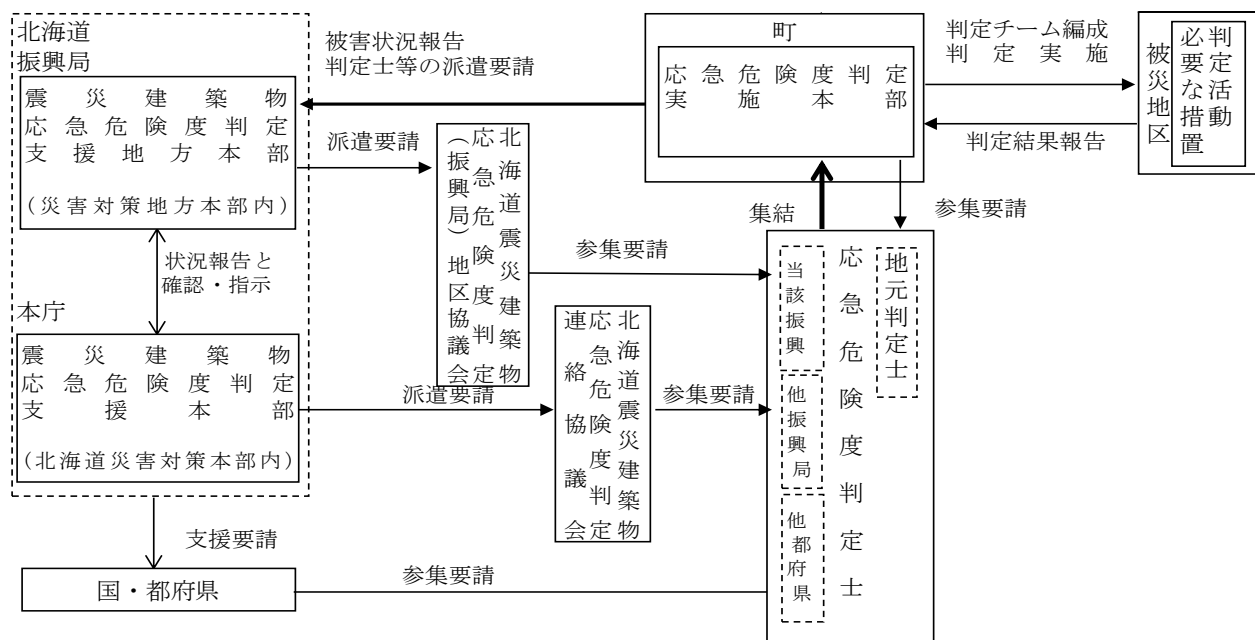 北海道
振興局
震災建築物
応急危険度判定
支援地方本部
(災害対策地方本部内)
状況報告と
確認・指示
本庁
震災建築物
応急危険度判定
支援本部
(北海道災害対策本部内)
支援要請
国・都府県
被害状況報告
判定士等の派遣要請
派遣要請
北海道震災建築物
応急危険度判定
(振興局)地区協議会
派遣要請
北海道震災建築物
応急危険度判定
連絡協議会
参集要請
参集要請
参集要請
町
応急危険度判定
実施本部
集結
参集要請
地元判定士
応急危険度判定士
当該振興
他振興局
他都府県
判定チーム編成
判定実施
判定結果報告
被災地区
判定活動
必要な措置